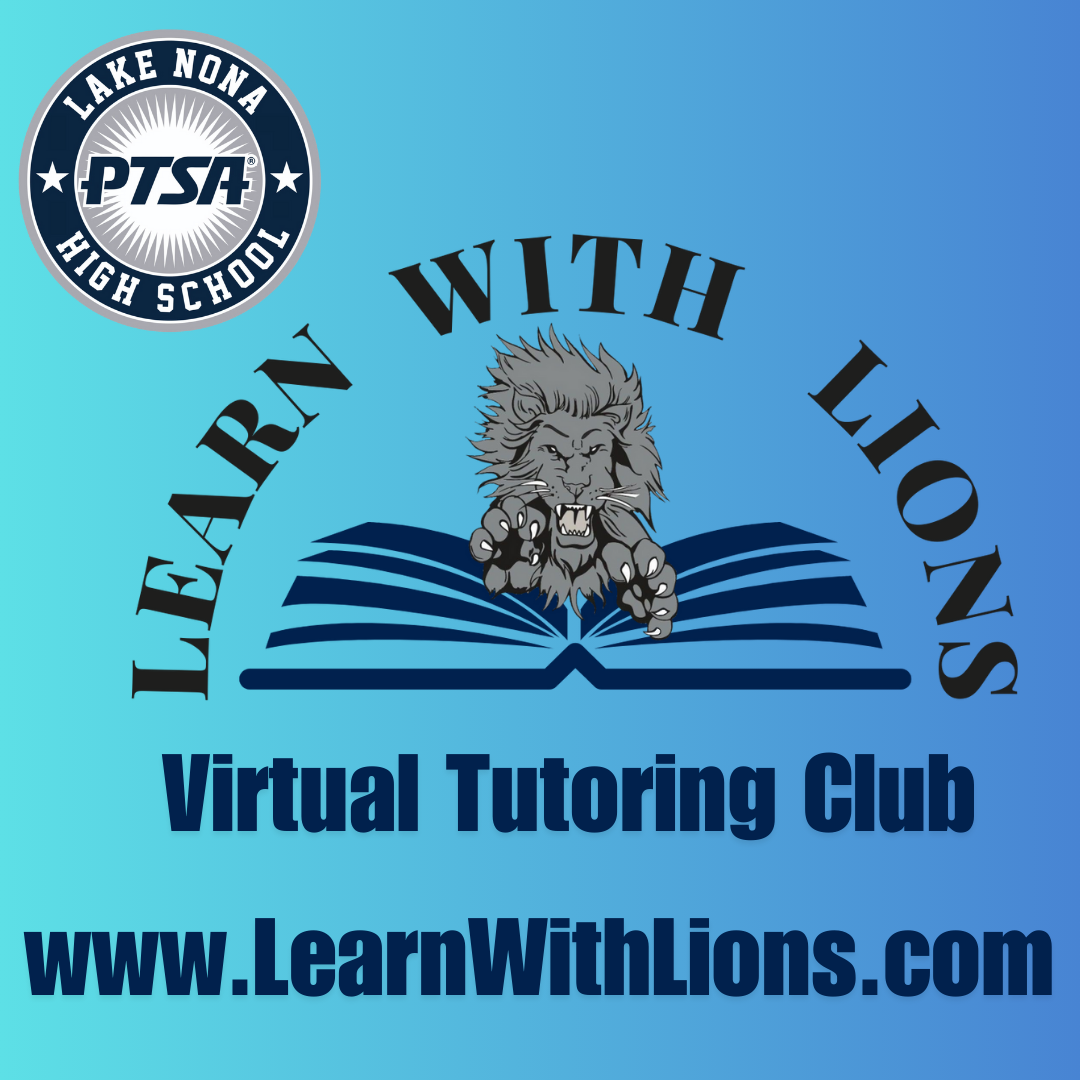 LAKE NONA
PTSA®
HIGH SCHOOL
LEARN WITH LIONS
Virtual Tutoring Club
www.LearnWithLions.com